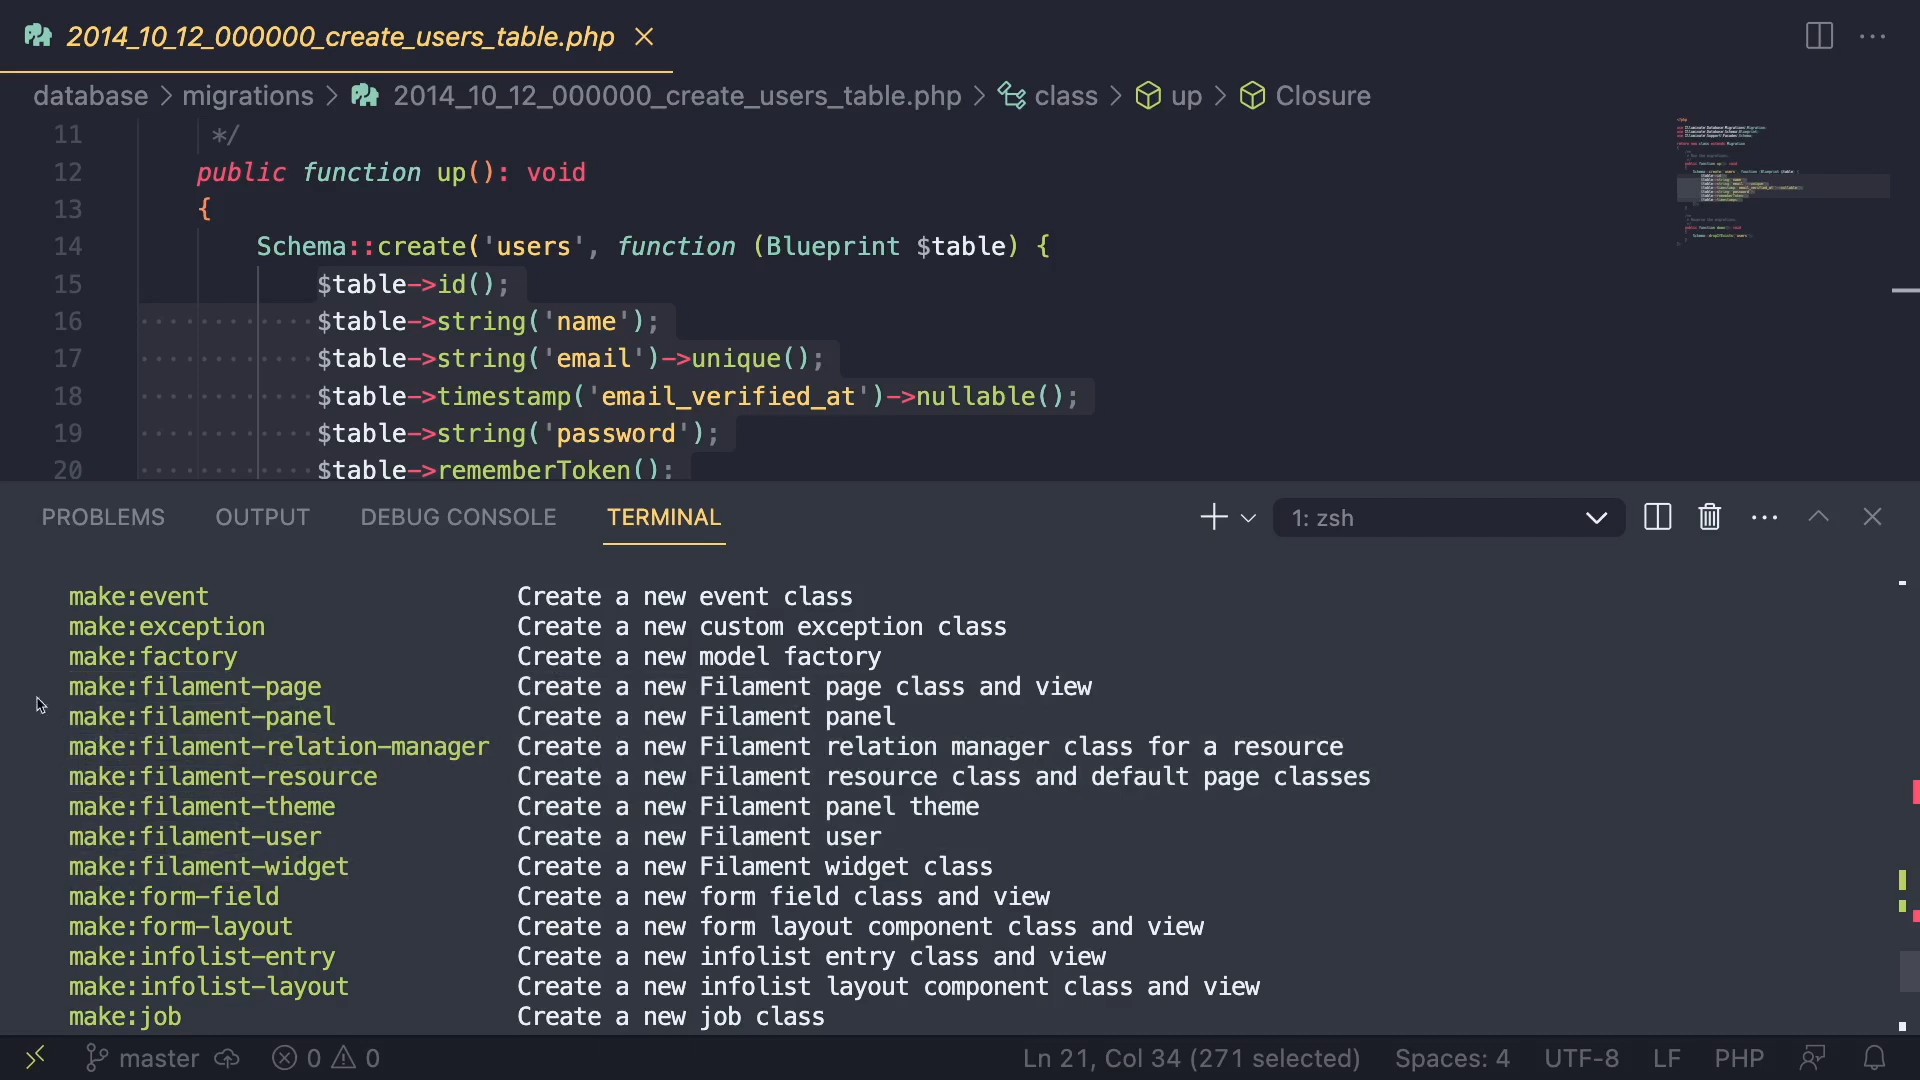 2014_10_12_000000_create_users_table.php
database > migrations > 2014_10_12_000000_create_users_table.php > class > up > Closure
11 */
12 public function up(): void
13 {
14 Schema::create('users', function (Blueprint $table) {
15 $table->id();
16 $table->string('name');
17 $table->string('email')->unique();
18 $table->timestamp('email_verified_at')->nullable();
19 $table->string('password');
20 $table->rememberToken();
PROBLEMS OUTPUT DEBUG CONSOLE TERMINAL 1: zsh
make:event Create a new event class
make:exception Create a new custom exception class
make:factory Create a new model factory
make:filament-page Create a new Filament page class and view
make:filament-panel Create a new Filament panel
make:filament-relation-manager Create a new Filament relation manager class for a resource
make:filament-resource Create a new Filament resource class and default page classes
make:filament-theme Create a new Filament panel theme
make:filament-user Create a new Filament user
make:filament-widget Create a new Filament widget class
make:form-field Create a new form field class and view
make:form-layout Create a new form layout component class and view
make:infolist-entry Create a new infolist entry class and view
make:infolist-layout Create a new infolist layout component class and view
make:job Create a new job class
master 0 0 Ln 21, Col 34 (271 selected) Spaces: 4 UTF-8 LF PHP